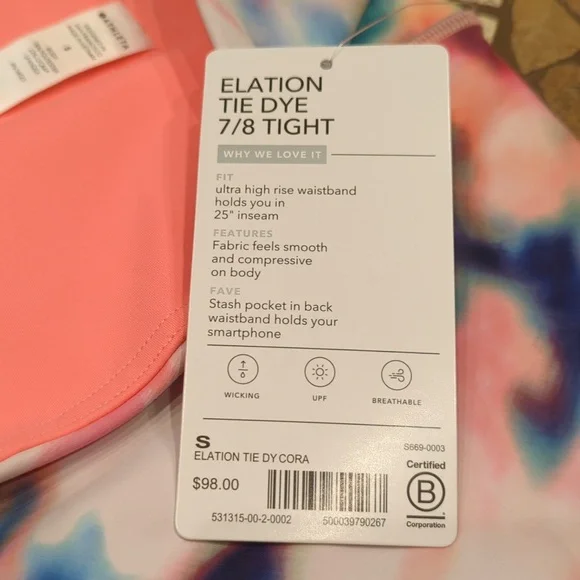 ATHLETA
ELATION
TIE DYE
7/8 TIGHT
WHY WE LOVE IT
FIT
ultra high rise waistband
holds you in
25" inseam
FEATURES
Fabric feels smooth
and compressive
on body
FAVE
Stash pocket in back
waistband holds your
smartphone
WICKING
UPF
BREATHABLE
S
S669-0003
ELATION TIE DY CORA
$98.00
531315-00-2-0002
500039790267
Certified
B
Corporation